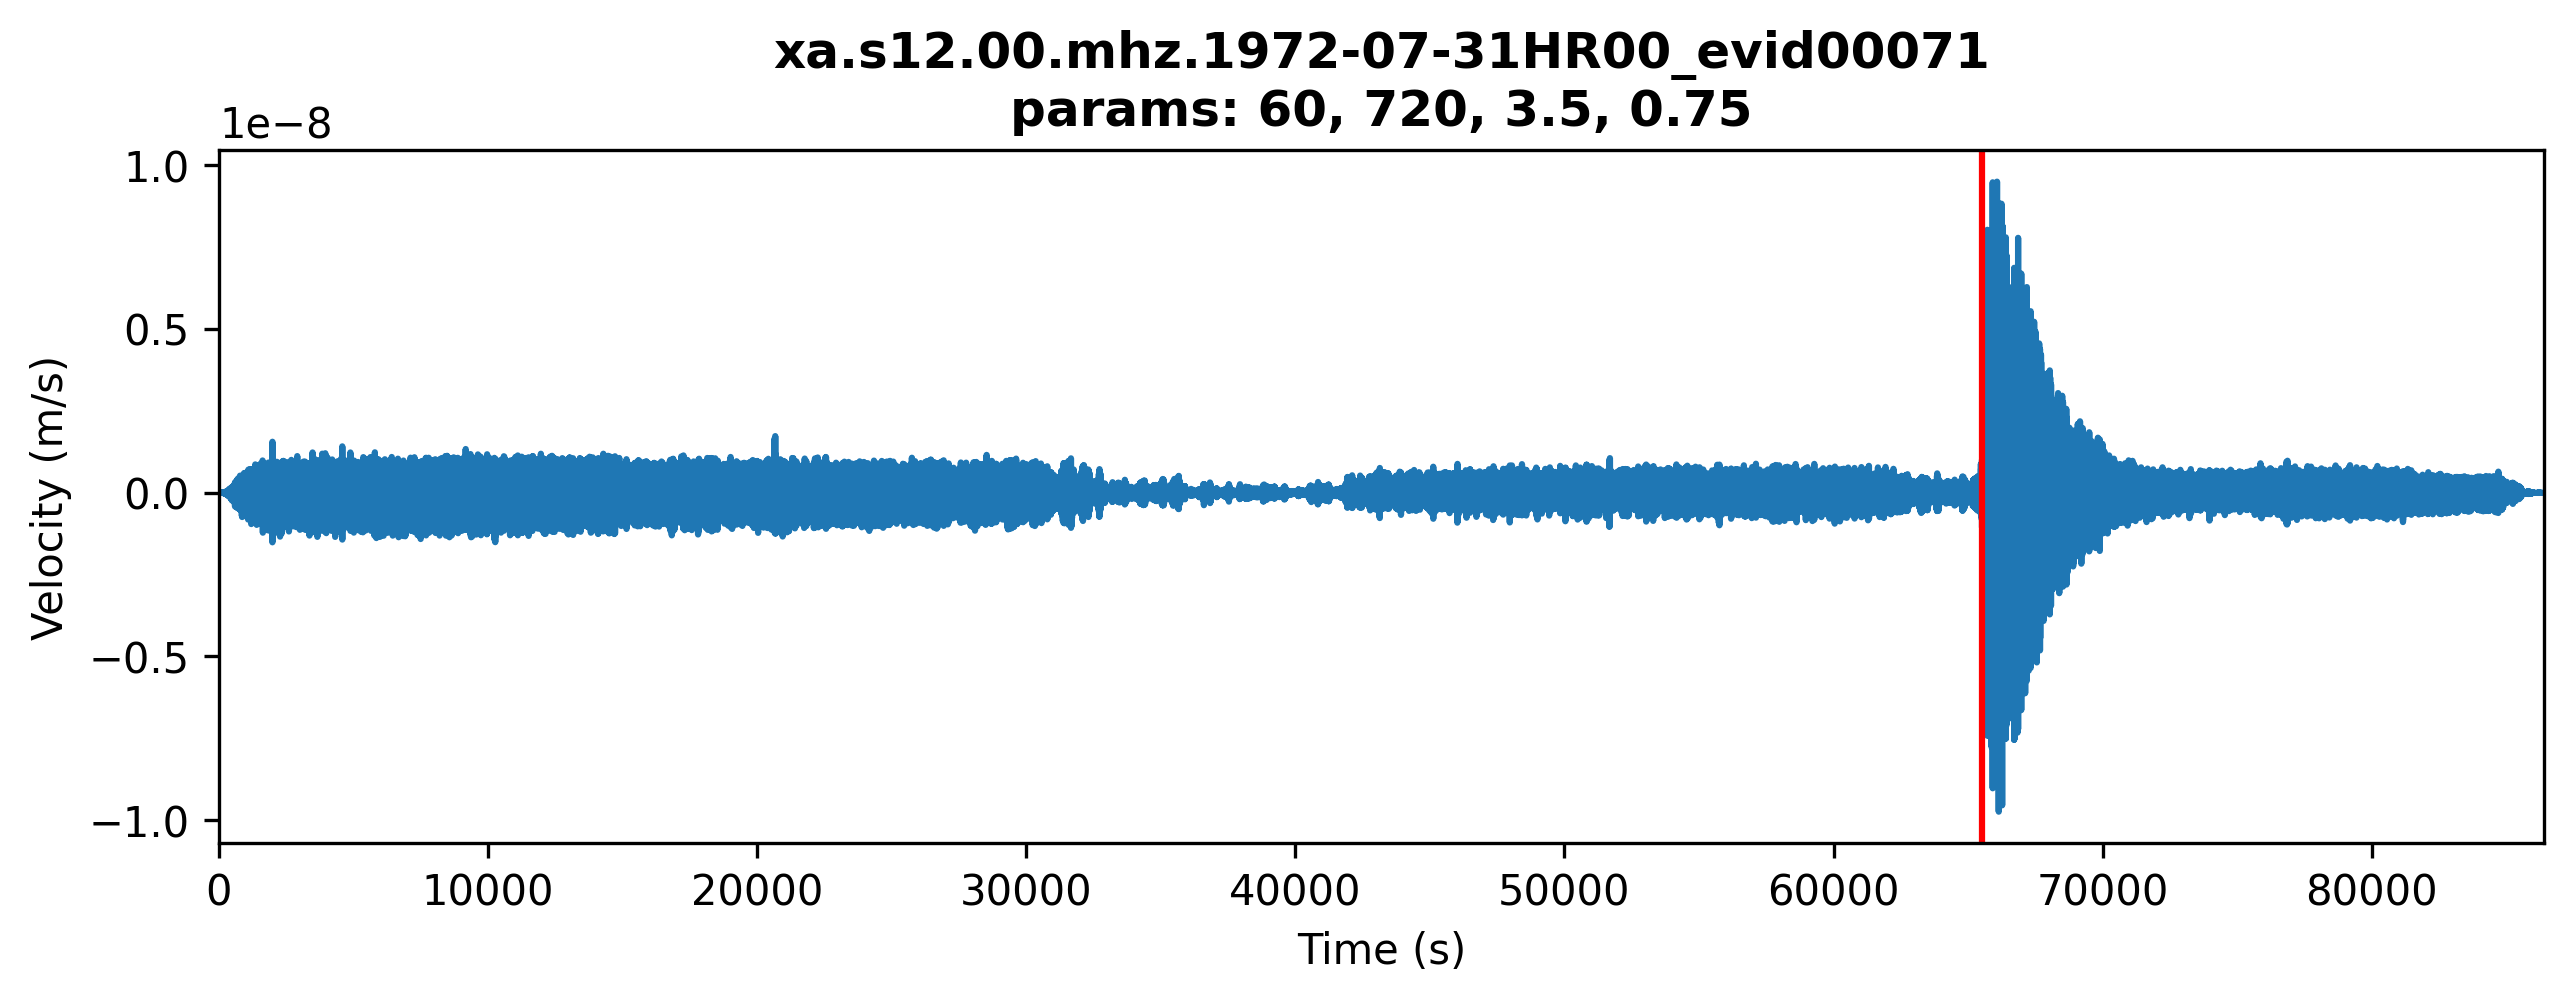 xa.s12.00.mhz.1972-07-31HR00_evid00071
params: 60, 720, 3.5, 0.75
1e−8
1.0
0.5
0.0
−0.5
−1.0
Velocity (m/s)
0 10000 20000 30000 40000 50000 60000 70000 80000
Time (s)